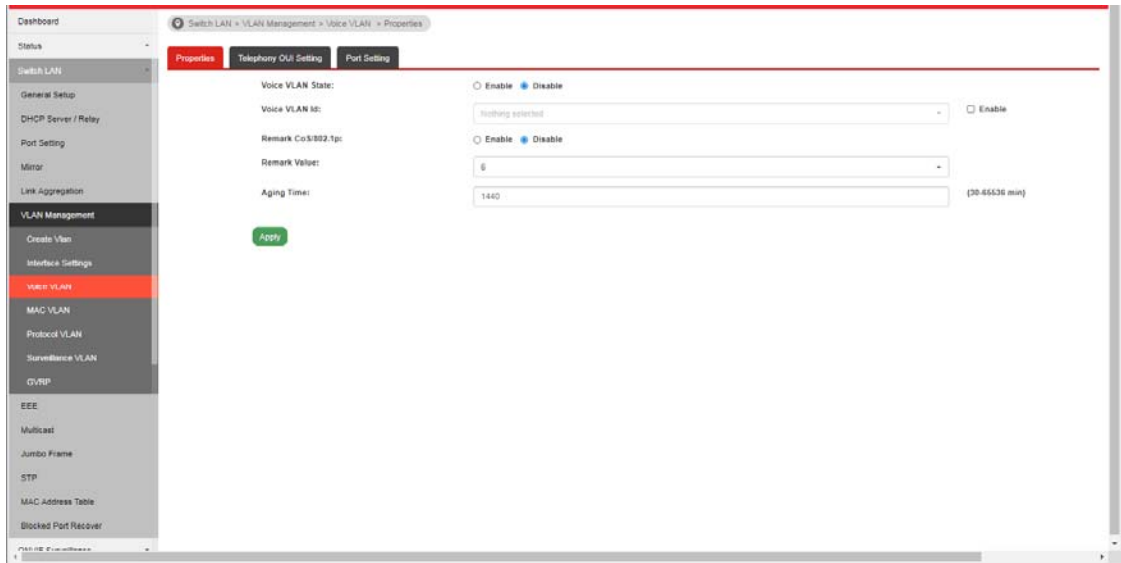 Dashboard
Status
Switch LAN
General Setup
DHCP Server / Relay
Port Setting
Mirror
Link Aggregation
VLAN Management
Create Vlan
Interface Settings
Voice VLAN
MAC VLAN
Protocol VLAN
Surveillance VLAN
GVRP
EEE
Multicast
Jumbo Frame
STP
MAC Address Table
Blocked Port Recover
ONVIF Surveillance
Switch LAN » VLAN Management » Voice VLAN » Properties
Properties Telephony OUI Setting Port Setting
Voice VLAN State: Enable Disable
Voice VLAN Id: Nothing selected Enable
Remark CoS/802.1p: Enable Disable
Remark Value: 6
Aging Time: 1440 (30-65536 min)
Apply